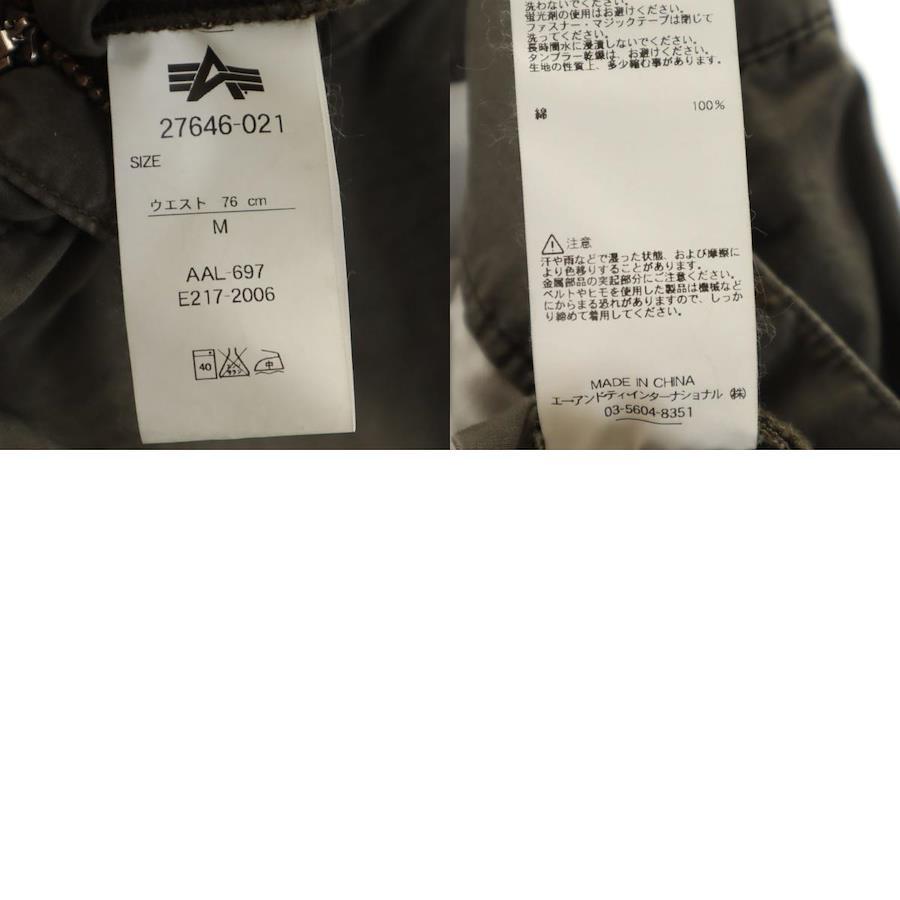 27646-021
SIZE
ウエスト 76 cm
M
AAL-697
E217-2006
40
エンソ
サラシ
中
洗わないでください。
蛍光剤の使用はお避けください。
ファスナー・マジックテープは閉じて
洗ってください。
長時間水に浸漬しないでください。
タンブラー乾燥は、お避けください。
生地の性質上、多少縮む事があります。
綿 100%
注意
汗や雨などで湿った状態、および摩擦に
より色移りすることがあります。
金属部品の突起部分にご注意ください。
ベルトやヒモを使用した製品は機械など
にからまる恐れがありますので、しっか
り締めて着用してください。
MADE IN CHINA
エーアンドティ・インターナショナル ㈱
03-5604-8351